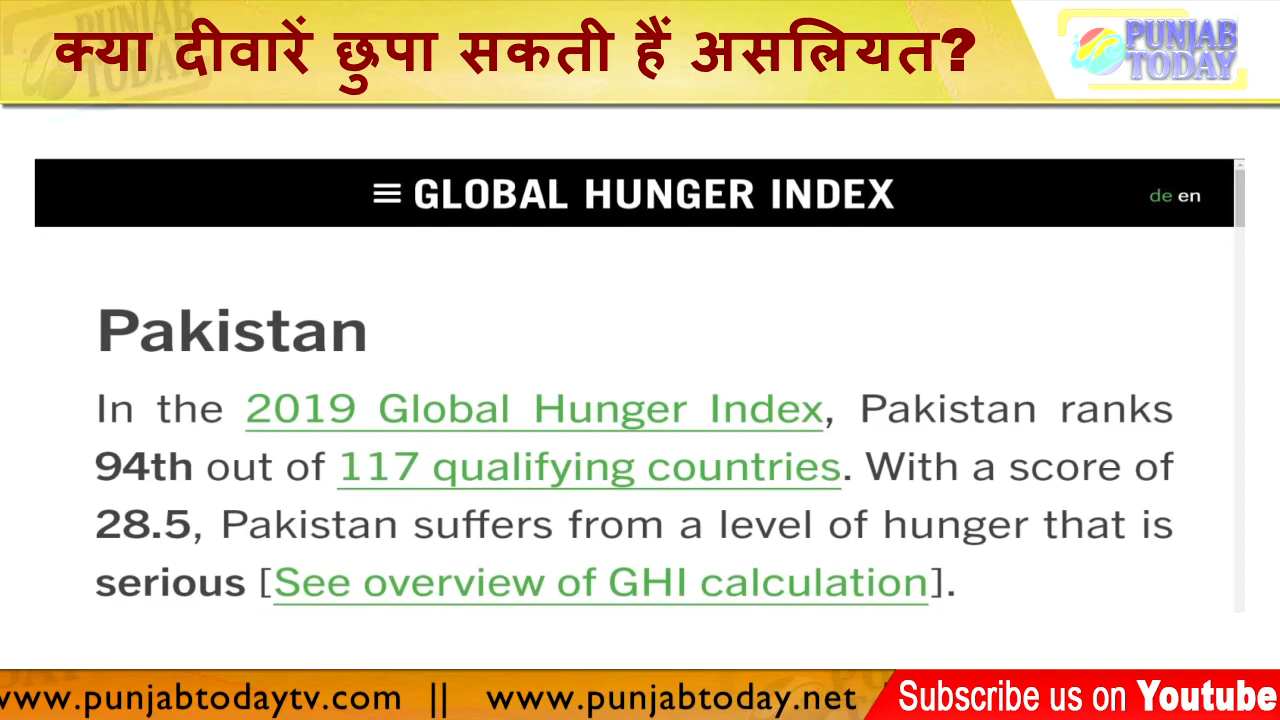 क्या दीवारें छुपा सकती हैं असलियत?
PUNJAB
TODAY
GLOBAL HUNGER INDEX
de en
Pakistan
In the 2019 Global Hunger Index, Pakistan ranks
94th out of 117 qualifying countries. With a score of
28.5, Pakistan suffers from a level of hunger that is
serious [See overview of GHI calculation].
www.punjabtodaytv.com || www.punjabtoday.net
Subscribe us on Youtube